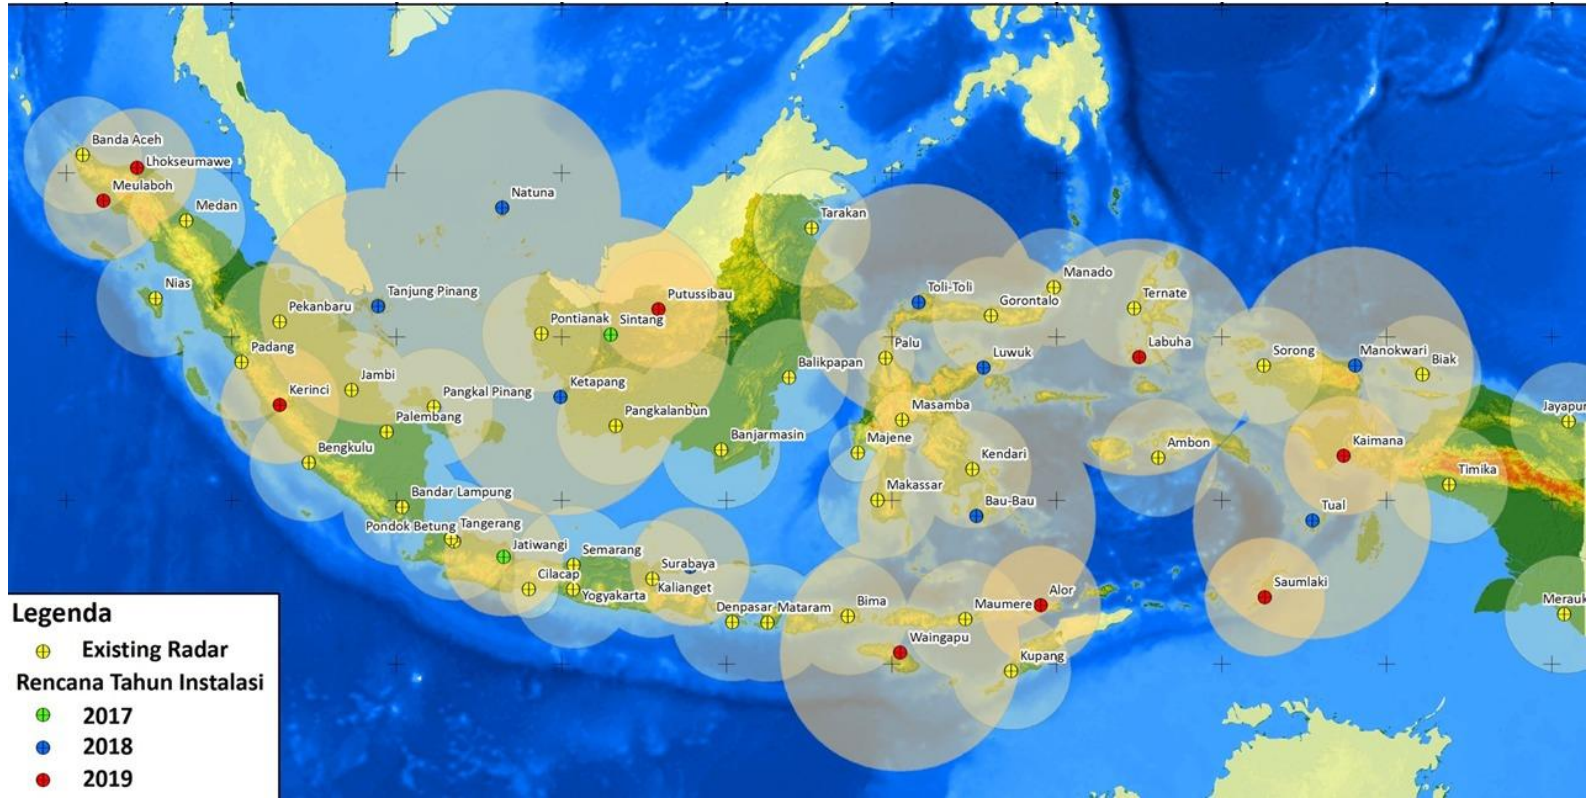 Banda Aceh
Lhokseumawe
Meulaboh
Medan
Natuna
Tarakan
Nias
Pekanbaru
Tanjung Pinang
Putussibau
Pontianak
Sintang
Toli-Toli
Gorontalo
Manado
Ternate
Padang
Kerinci
Jambi
Pangkal Pinang
Palembang
Ketapang
Pangkalanbun
Balikpapan
Palu
Luwuk
Labuha
Sorong
Manokwari
Biak
Bengkulu
Banjarmasin
Masamba
Majene
Kendari
Ambon
Kaimana
Jayapur
Timika
Bandar Lampung
Pondok Betung
Tangerang
Makassar
Bau-Bau
Tual
Jatiwangi
Semarang
Cilacap
Yogyakarta
Surabaya
Kalianget
Denpasar
Mataram
Bima
Maumere
Alor
Saumlaki
Merauk
Waingapu
Kupang
Legenda
Existing Radar
Rencana Tahun Instalasi
2017
2018
2019